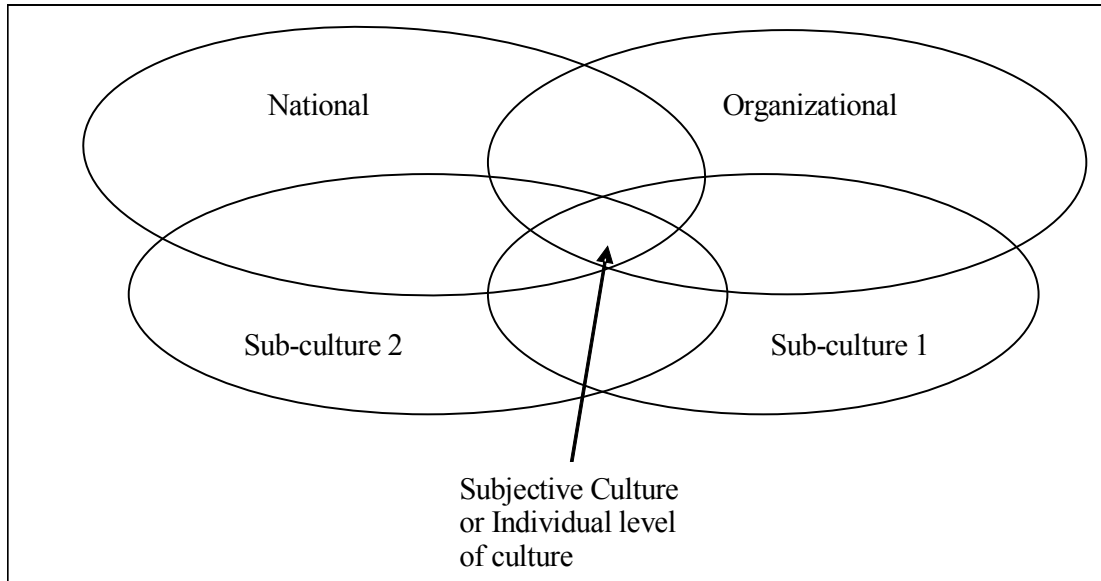 National
Organizational
Sub-culture 2
Sub-culture 1
Subjective Culture
or Individual level
of culture